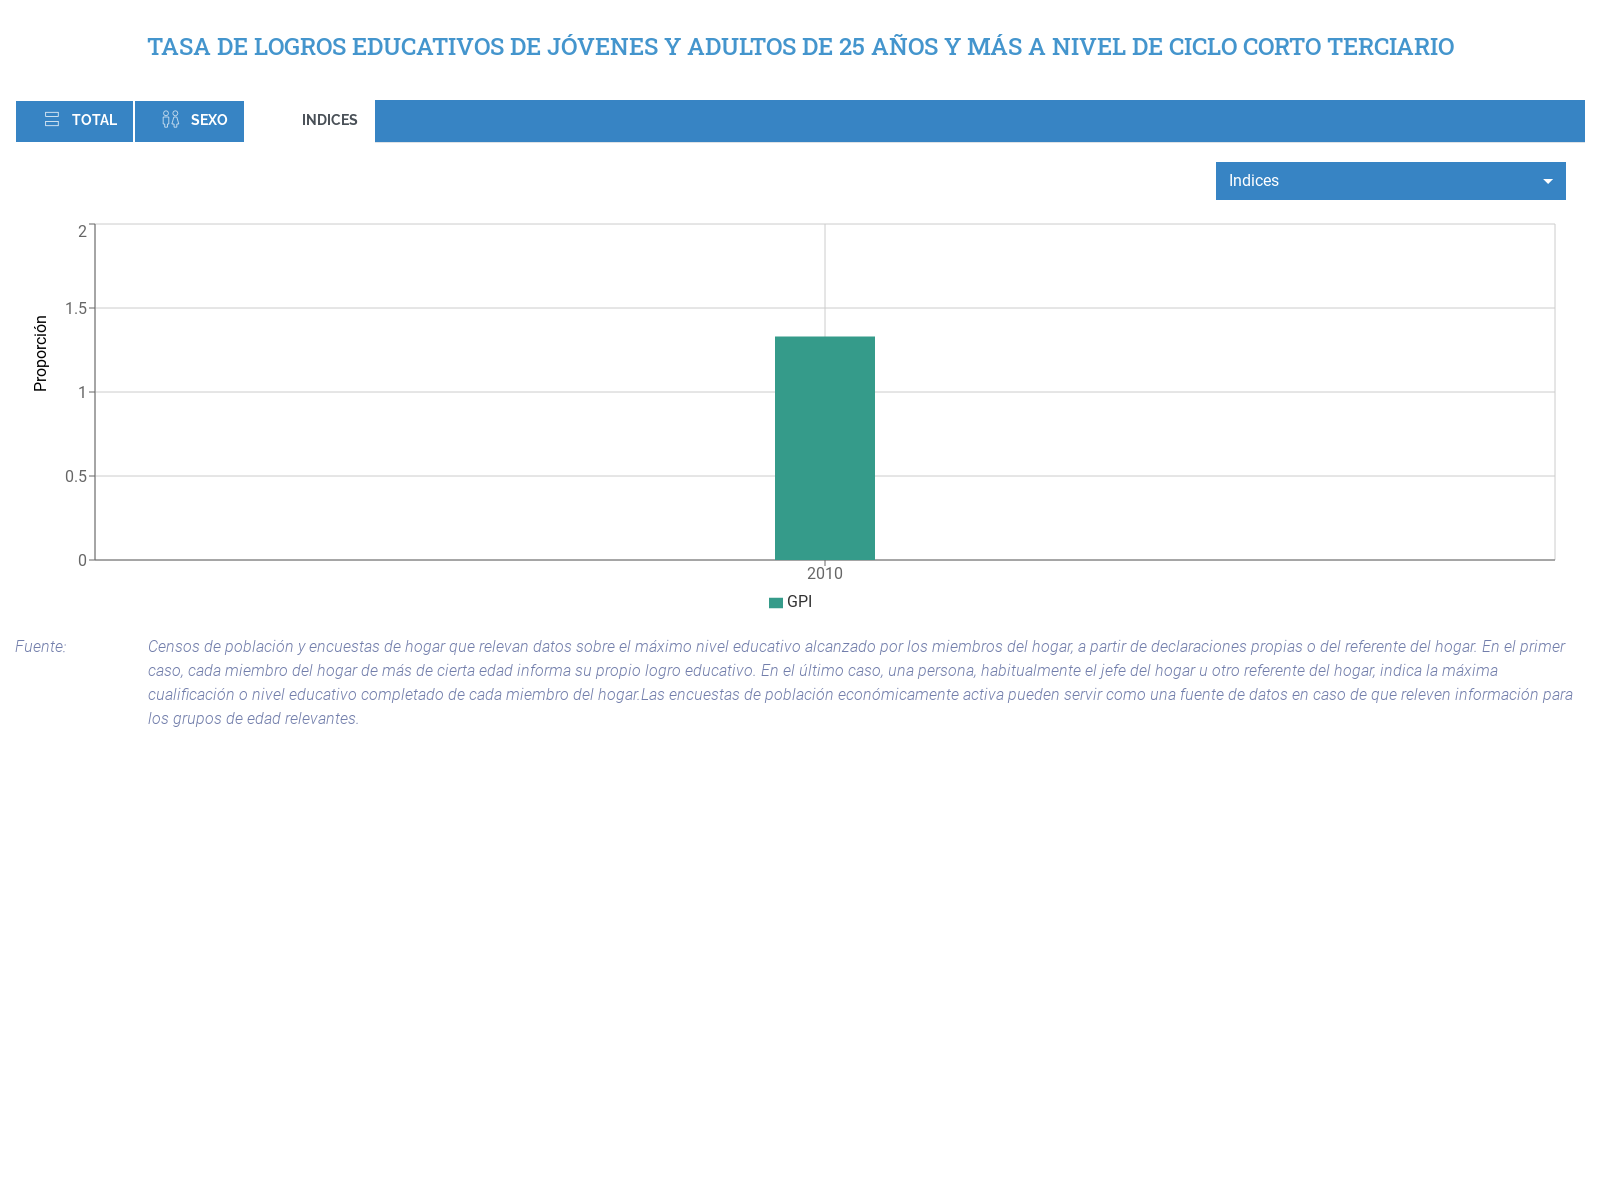 TASA DE LOGROS EDUCATIVOS DE JÓVENES Y ADULTOS DE 25 AÑOS Y MÁS A NIVEL DE CICLO CORTO TERCIARIO
TOTAL
SEXO
INDICES
Indices
2
1.5
1
0.5
0
Proporción
2010
GPI
Fuente:
Censos de población y encuestas de hogar que relevan datos sobre el máximo nivel educativo alcanzado por los miembros del hogar, a partir de declaraciones propias o del referente del hogar. En el primer
caso, cada miembro del hogar de más de cierta edad informa su propio logro educativo. En el último caso, una persona, habitualmente el jefe del hogar u otro referente del hogar, indica la máxima
cualificación o nivel educativo completado de cada miembro del hogar.Las encuestas de población económicamente activa pueden servir como una fuente de datos en caso de que releven información para
los grupos de edad relevantes.